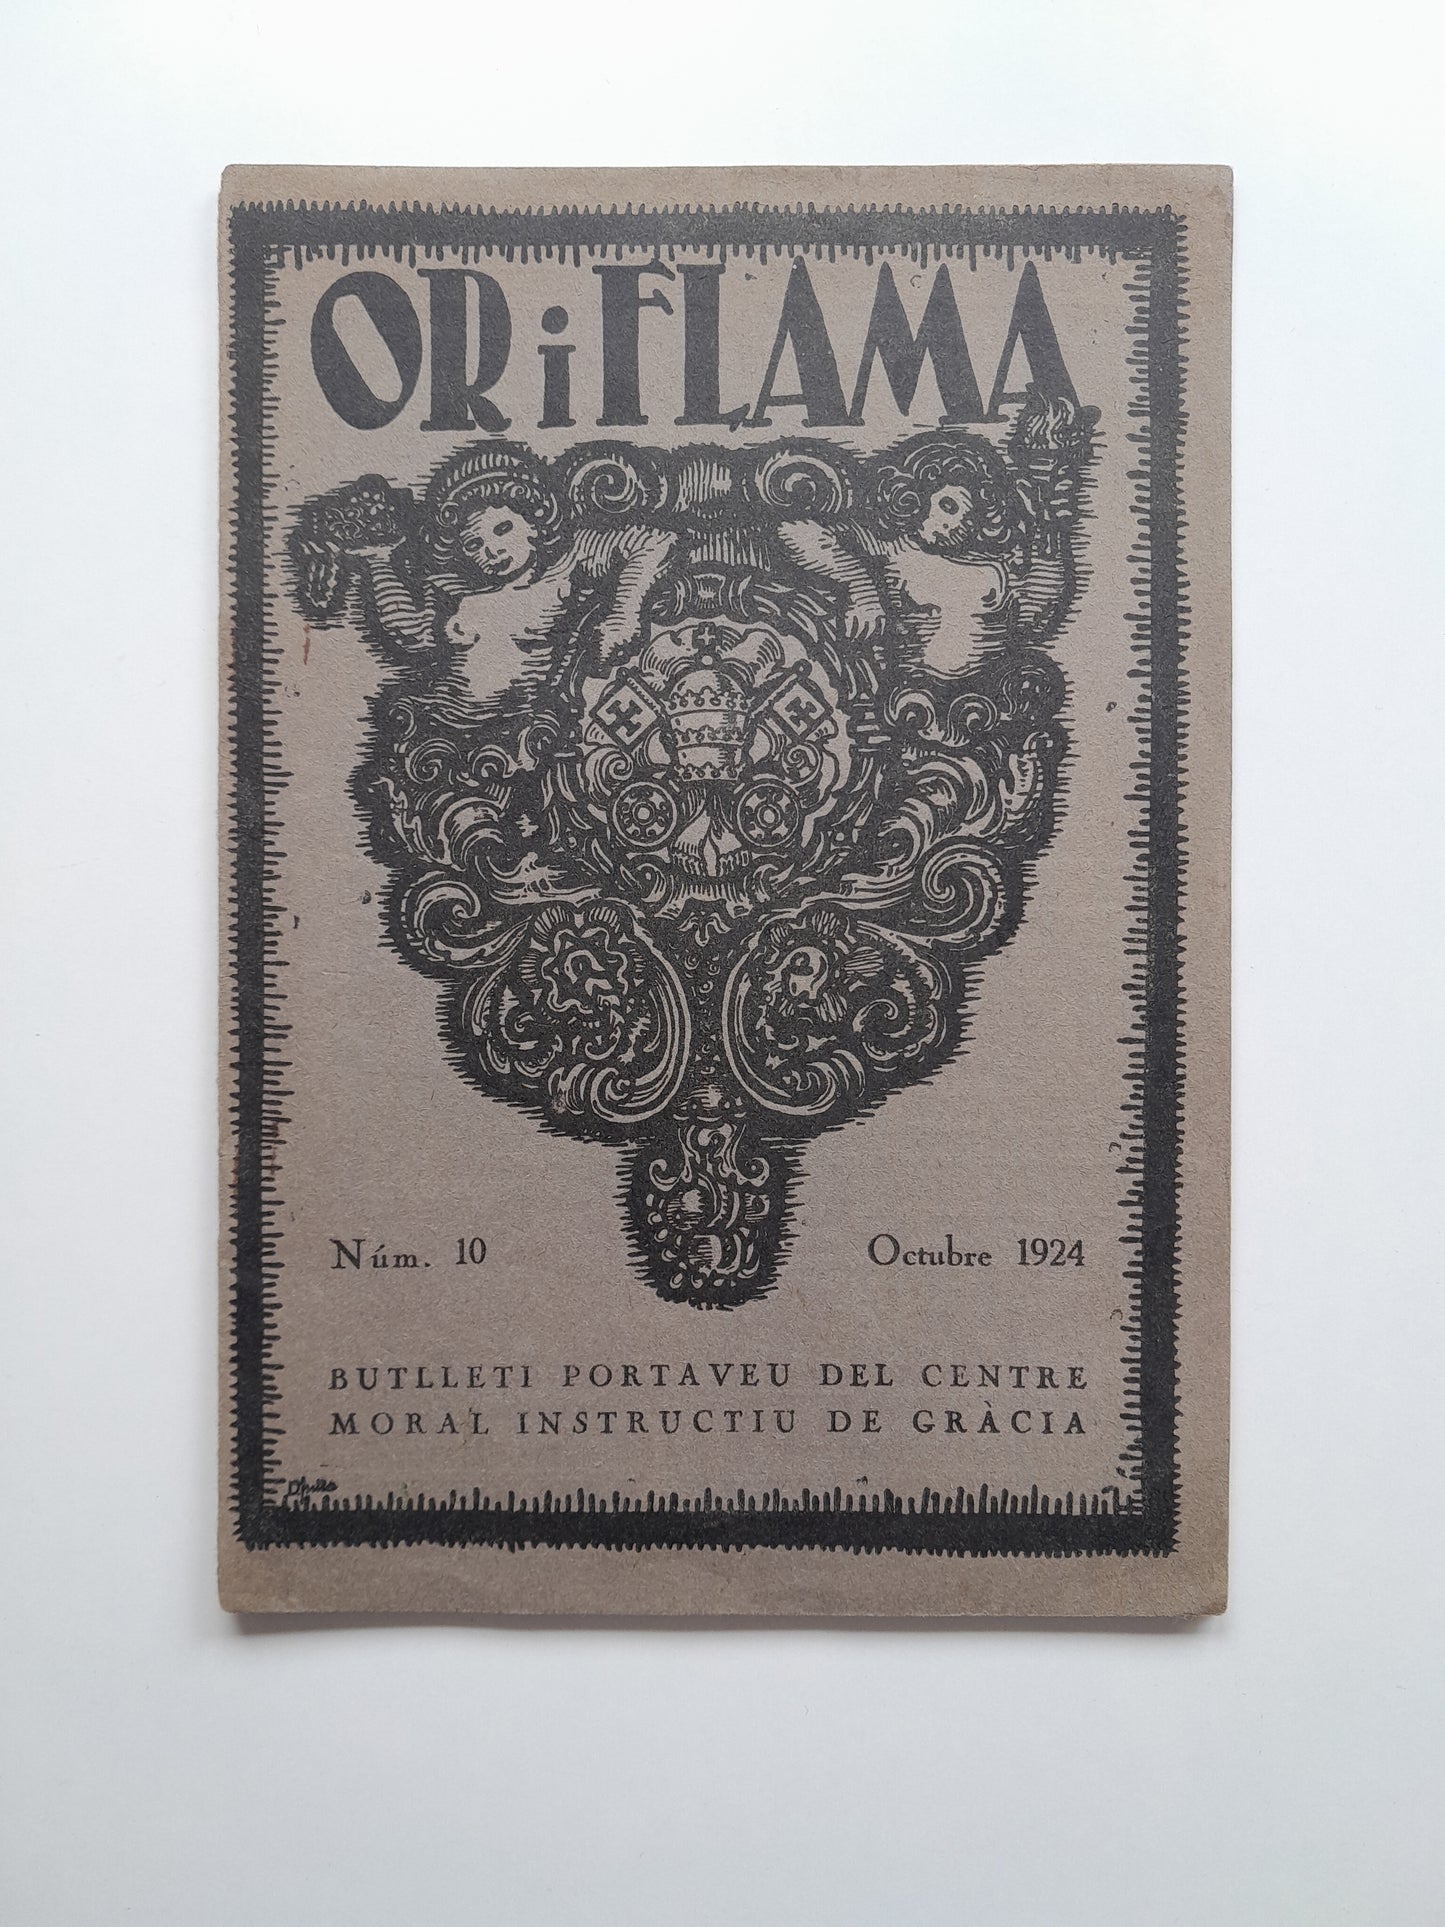 ORiFLAMA
Núm. 10
Octubre 1924
BUTLLETI PORTAVEU DEL CENTRE
MORAL INSTRUCTIU DE GRÀCIA